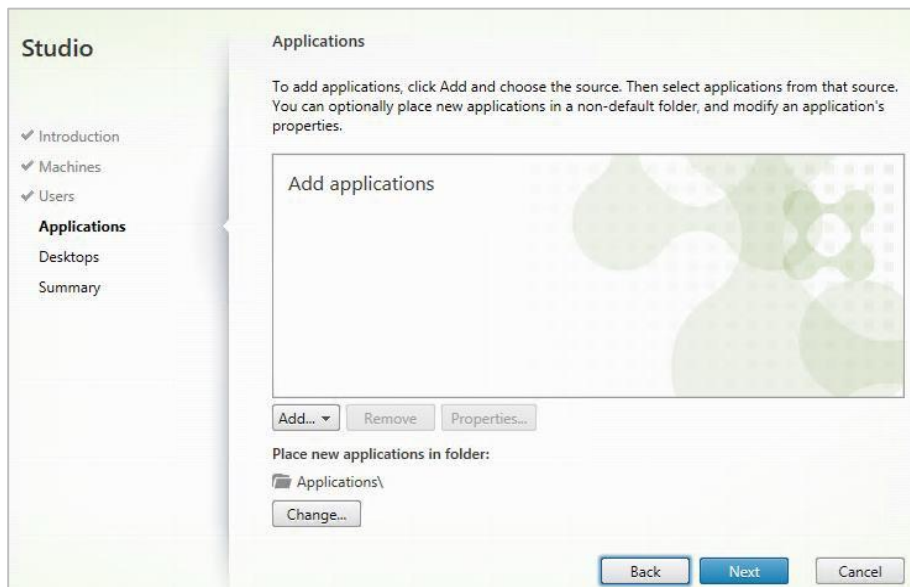 Studio
Introduction
Machines
Users
Applications
Desktops
Summary
Applications
To add applications, click Add and choose the source. Then select applications from that source.
You can optionally place new applications in a non-default folder, and modify an application's
properties.
Add applications
Add...
Remove
Properties...
Place new applications in folder:
Applications\
Change...
Back
Next
Cancel